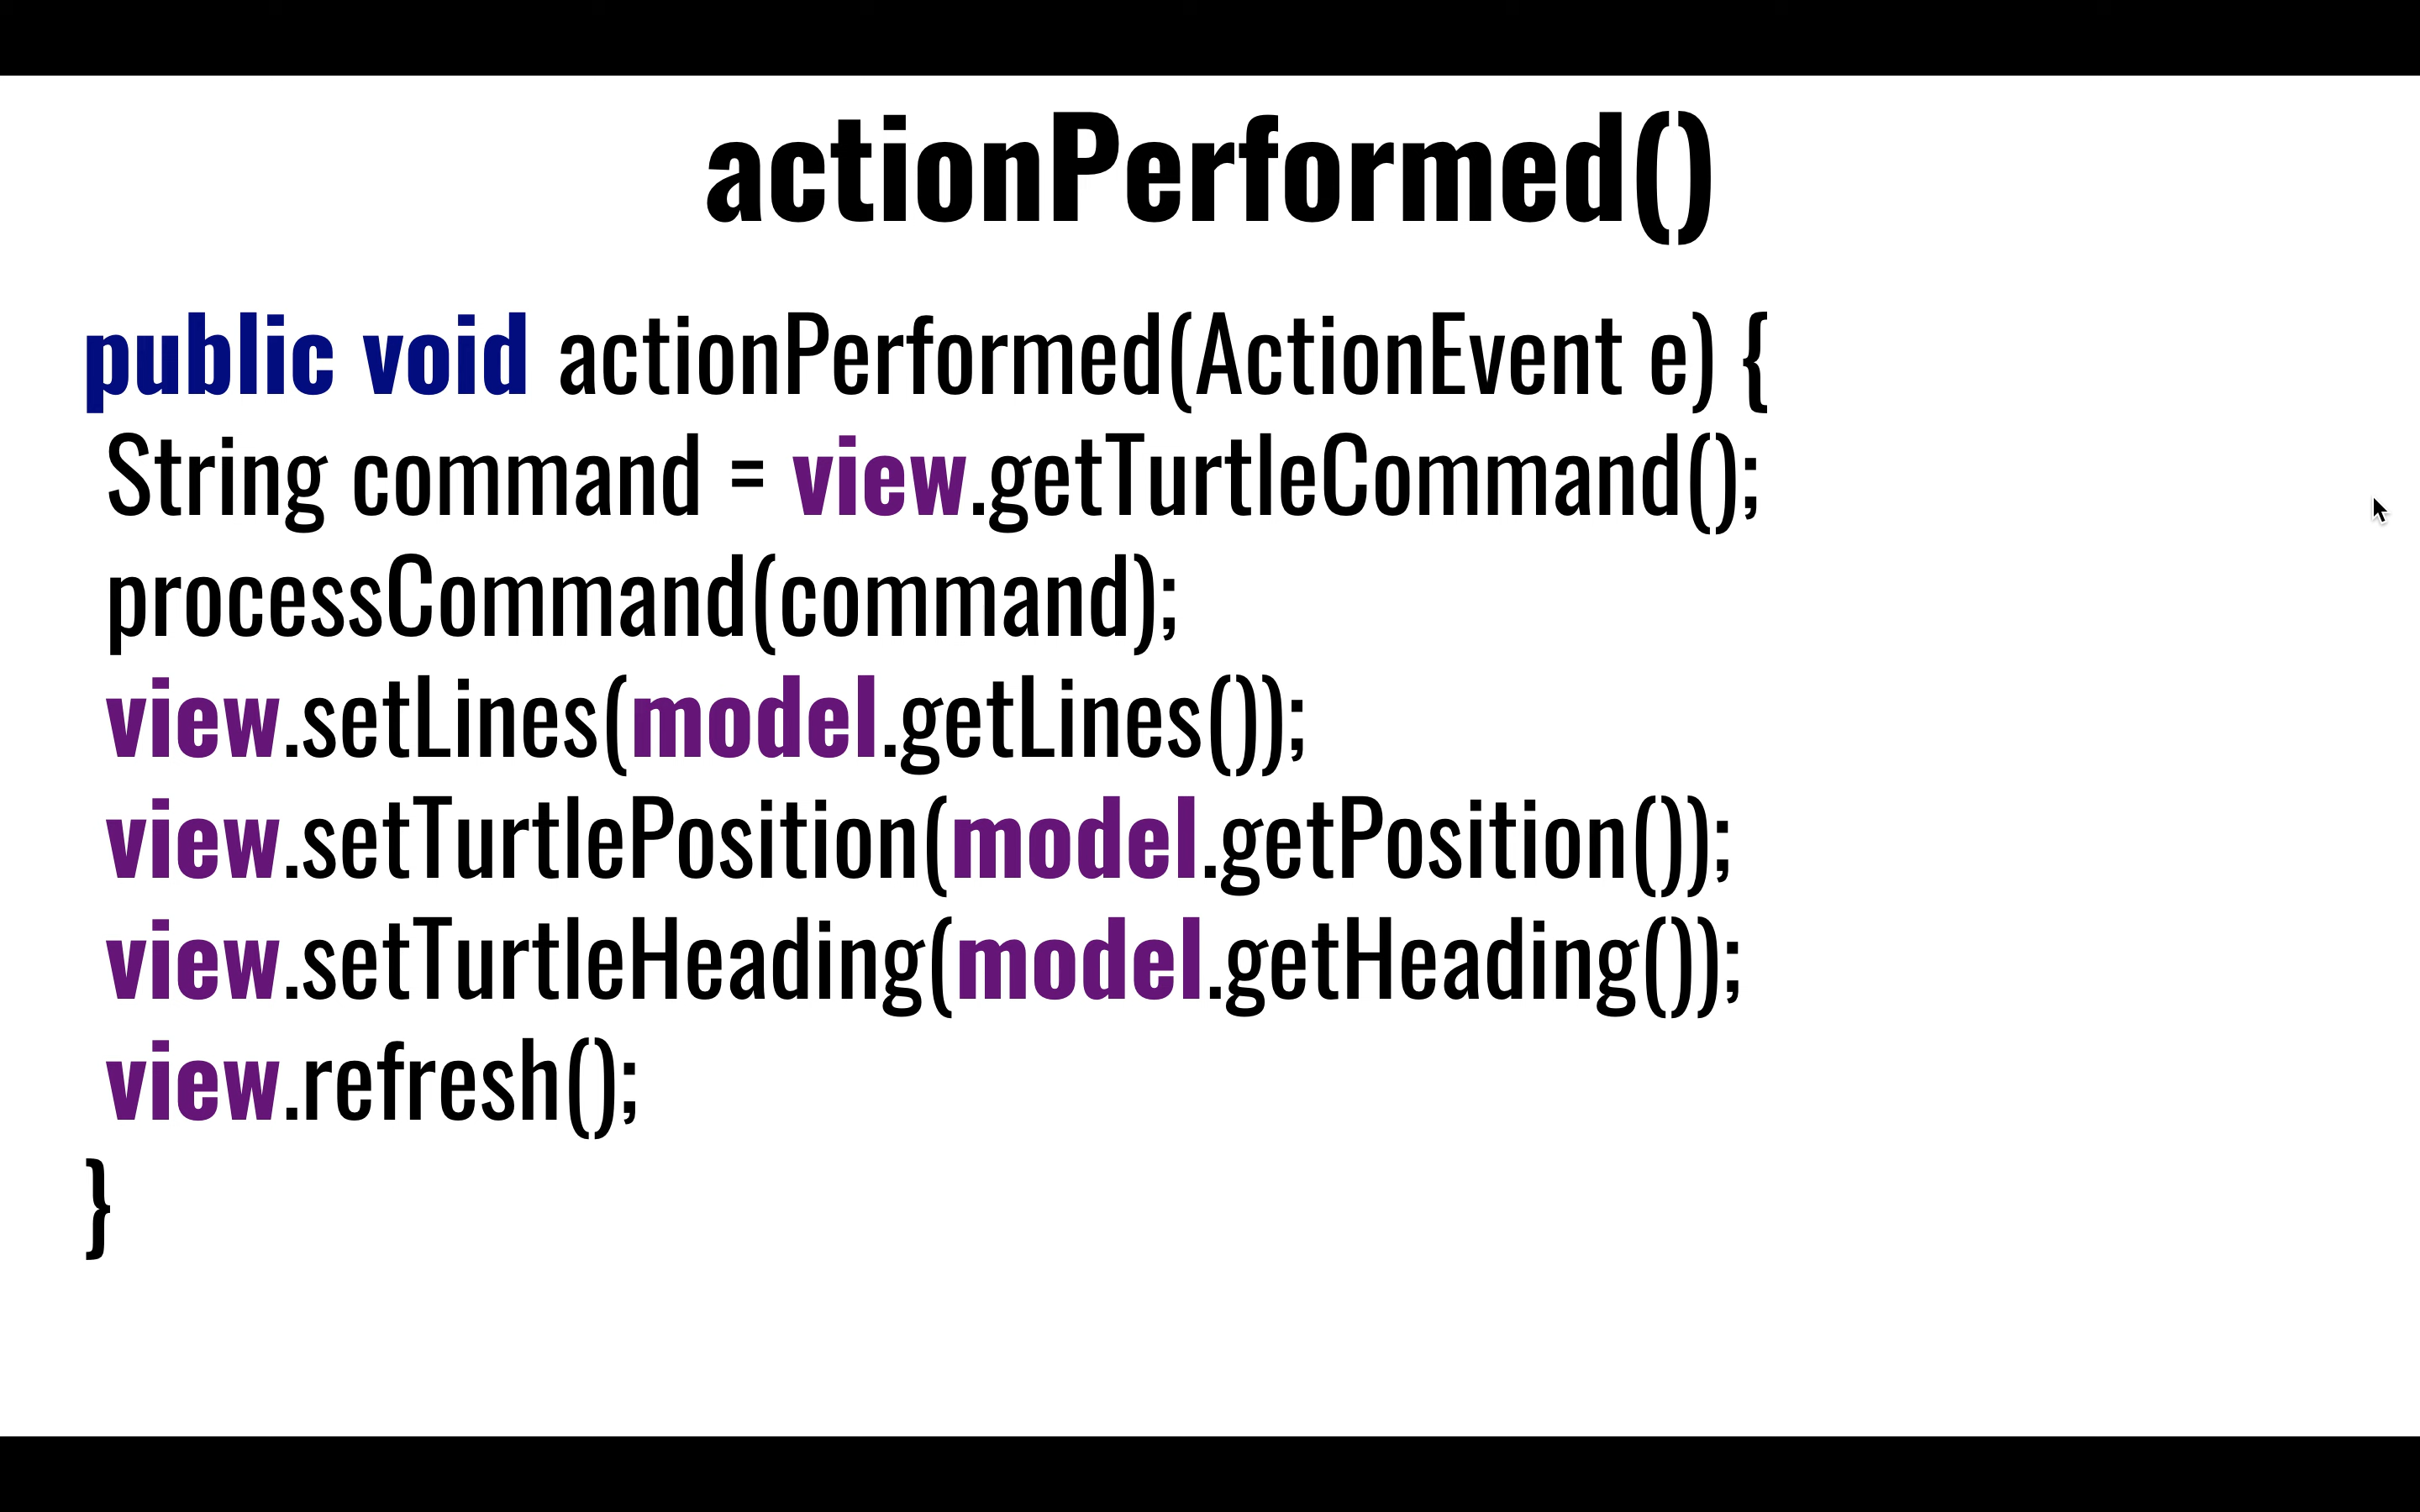 actionPerformed()
public void actionPerformed(ActionEvent e) {
String command = view.getTurtleCommand();
processCommand(command);
view.setLines(model.getLines());
view.setTurtlePosition(model.getPosition());
view.setTurtleHeading(model.getHeading());
view.refresh();
}